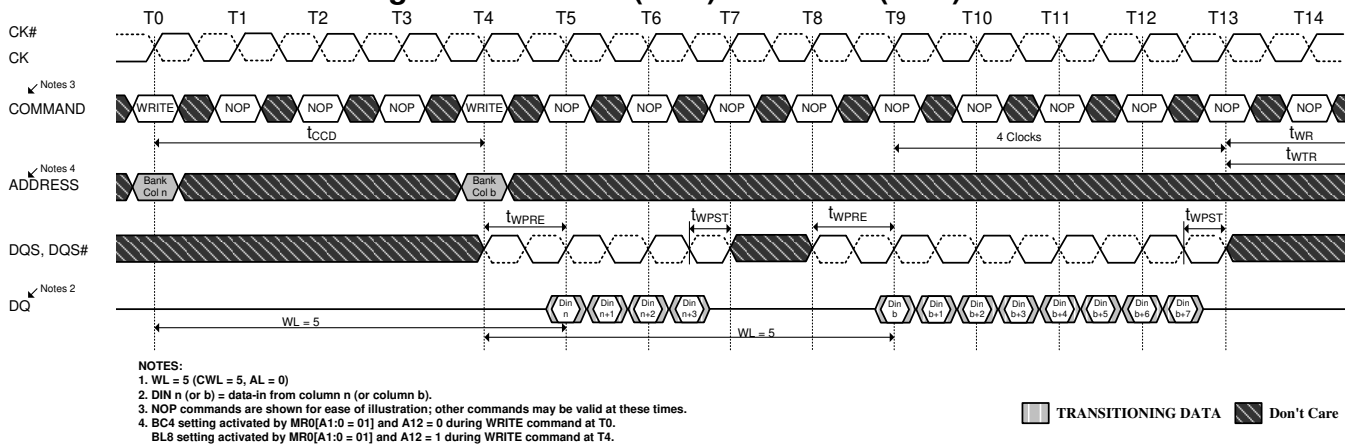 T0 T1 T2 T3 T4 T5 T6 T7 T8 T9 T10 T11 T12 T13 T14
CK#
CK
Notes 3
COMMAND
WRITE NOP NOP NOP WRITE NOP NOP NOP NOP NOP NOP NOP NOP NOP NOP
tCCD
4 Clocks
tWR
tWTR
Notes 4
ADDRESS
Bank Bank
Col n Col b
tWPRE tWPST tWPRE tWPST
DQS, DQS#
Notes 2
DQ
Din Din Din Din Din Din Din Din Din Din Din Din
n n+1 n+2 n+3 b b+1 b+2 b+3 b+4 b+5 b+6 b+7
WL = 5
WL = 5
NOTES:
1. WL = 5 (CWL = 5, AL = 0)
2. DIN n (or b) = data-in from column n (or column b).
3. NOP commands are shown for ease of illustration; other commands may be valid at these times.
4. BC4 setting activated by MR0[A1:0 = 01] and A12 = 0 during WRITE command at T0.
BL8 setting activated by MR0[A1:0 = 01] and A12 = 1 during WRITE command at T4.
TRANSITIONING DATA Don't Care